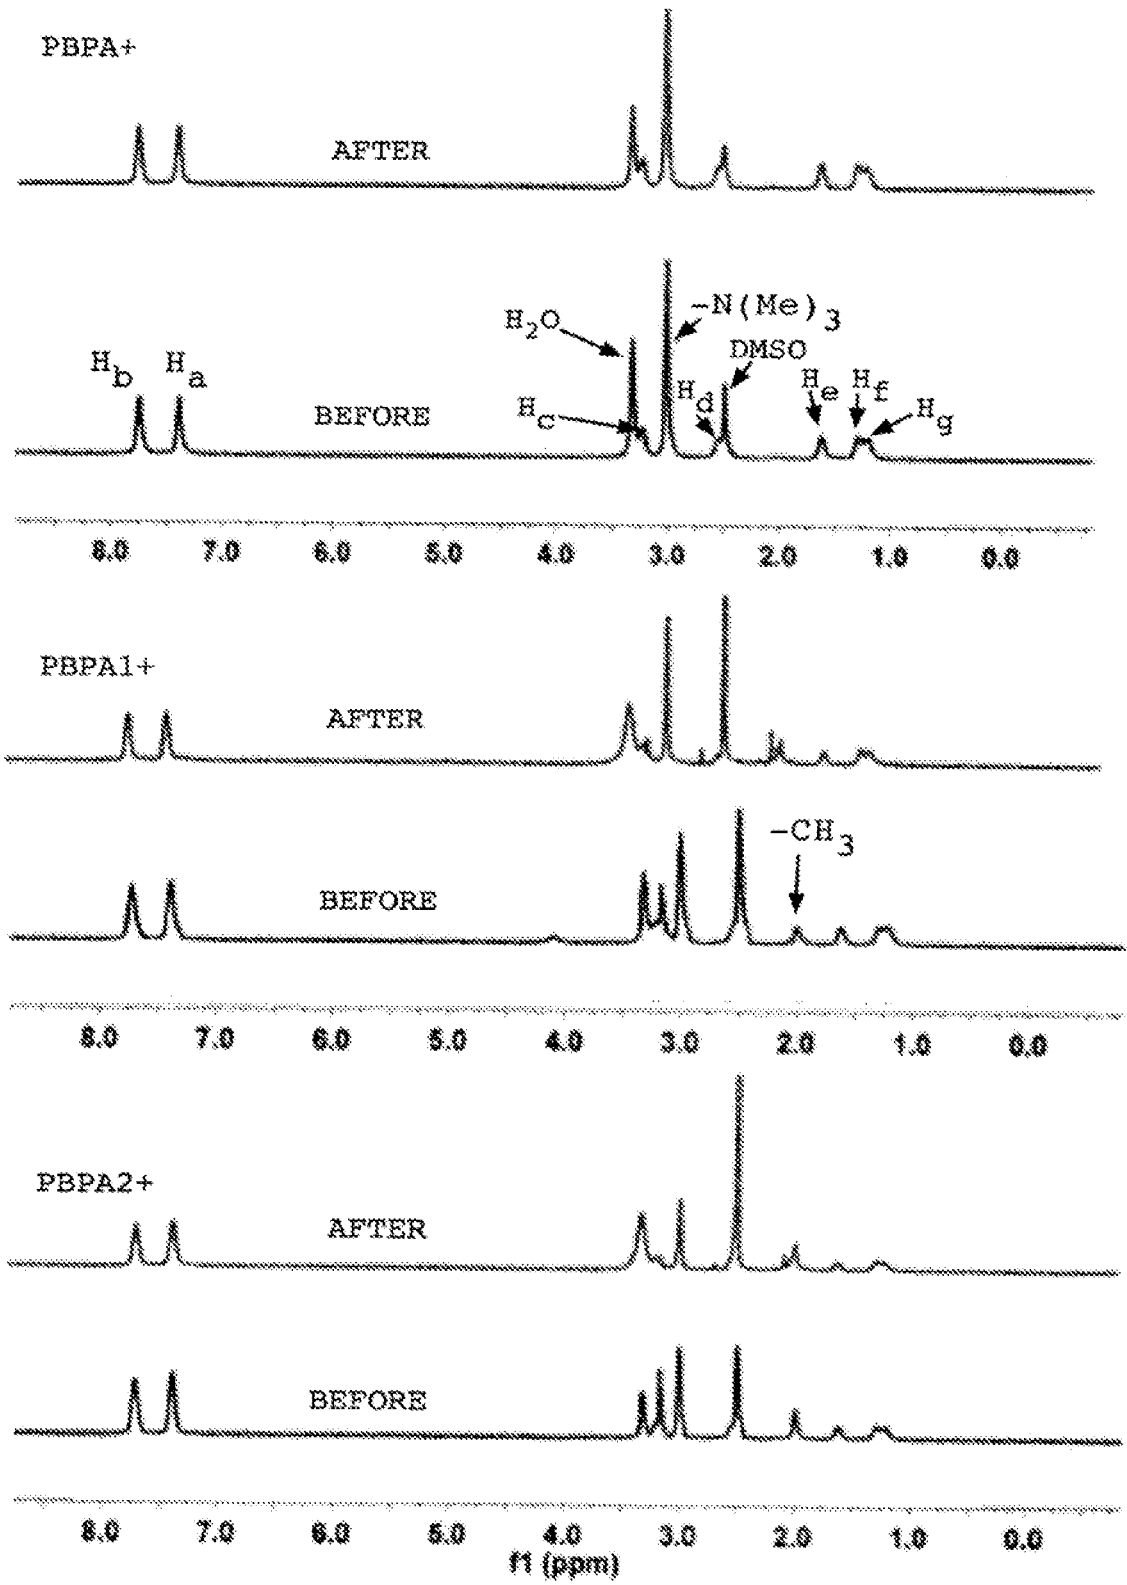 PBPA+
AFTER
H2O
-N(Me)3
DMSO
Hb Ha
Hc
Hd
He Hf
Hg
BEFORE
8.0 7.0 6.0 5.0 4.0 3.0 2.0 1.0 0.0
PBPA1+
AFTER
-CH3
BEFORE
8.0 7.0 6.0 5.0 4.0 3.0 2.0 1.0 0.0
PBPA2+
AFTER
BEFORE
8.0 7.0 6.0 5.0 4.0 3.0 2.0 1.0 0.0
f1 (ppm)